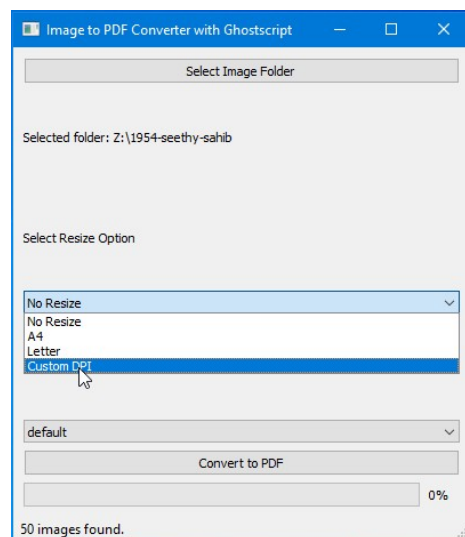 Image to PDF Converter with Ghostscript
Select Image Folder
Selected folder: Z:\1954-seethy-sahib
Select Resize Option
No Resize
No Resize
A4
Letter
Custom DPI
default
Convert to PDF
0%
50 images found.